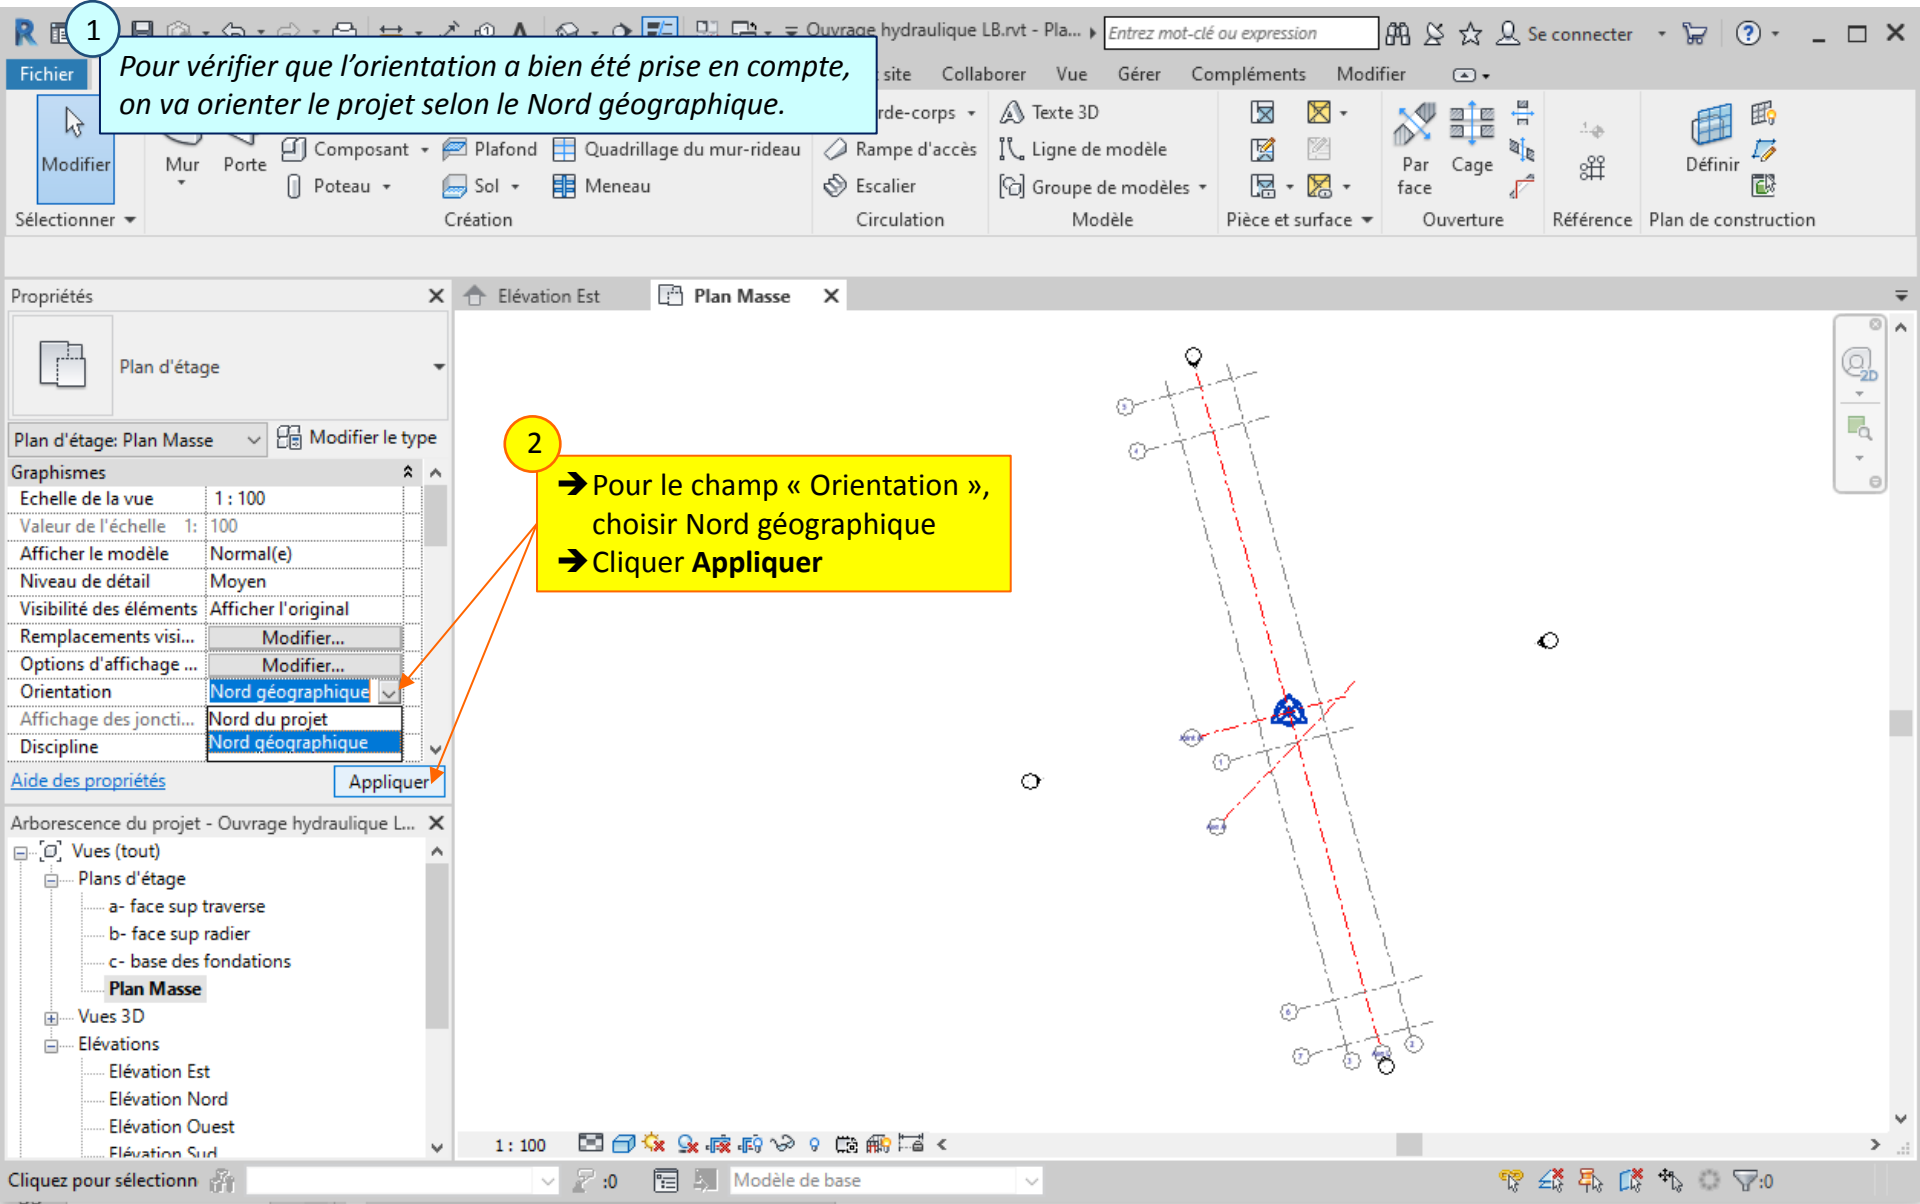 1
Pour vérifier que l'orientation a bien été prise en compte,
on va orienter le projet selon le Nord géographique.
Ouvrage hydraulique LB.rvt - Pla...
Entrez mot-clé ou expression
Se connecter
Fichier
site
Collaborer
Vue
Gérer
Compléments
Modifier
Modifier
Mur
Porte
Composant
Poteau
Plafond
Sol
Quadrillage du mur-rideau
Meneau
rde-corps
Rampe d'accès
Escalier
Texte 3D
Ligne de modèle
Groupe de modèles
Par
face
Cage
Définir
Sélectionner
Création
Circulation
Modèle
Pièce et surface
Ouverture
Référence
Plan de construction
Propriétés
Elévation Est
Plan Masse
Plan d'étage
2D
Plan d'étage: Plan Masse
Modifier le type
Graphismes
Echelle de la vue 1 : 100
Valeur de l'échelle 1: 100
Afficher le modèle Normal(e)
Niveau de détail Moyen
Visibilité des éléments Afficher l'original
Remplacements visi... Modifier...
Options d'affichage ... Modifier...
Orientation Nord géographique
Affichage des joncti...
Nord du projet
Discipline
Nord géographique
Aide des propriétés
Appliquer
2
➔ Pour le champ « Orientation »,
choisir Nord géographique
➔ Cliquer Appliquer
Arborescence du projet - Ouvrage hydraulique L...
Vues (tout)
Plans d'étage
a- face sup traverse
b- face sup radier
c- base des fondations
Plan Masse
Vues 3D
Elévations
Elévation Est
Elévation Nord
Elévation Ouest
Elévation Sud
1 : 100
Cliquez pour sélectionn
:0
Modèle de base
:0